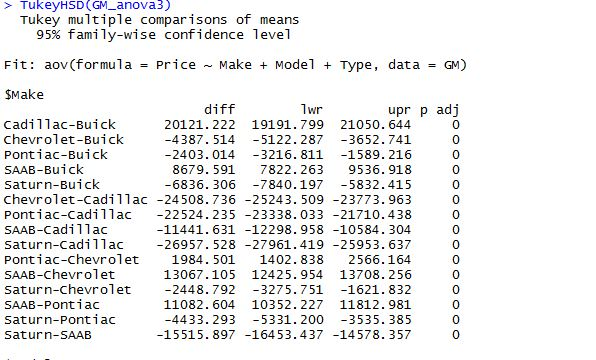 > TukeyHSD(GM_anova3)
  Tukey multiple comparisons of means
    95% family-wise confidence level

Fit: aov(formula = Price ~ Make + Model + Type, data = GM)

$Make
                         diff        lwr        upr p adj
Cadillac-Buick      20121.222  19191.799  21050.644     0
Chevrolet-Buick     -4387.514  -5122.287  -3652.741     0
Pontiac-Buick       -2403.014  -3216.811  -1589.216     0
SAAB-Buick           8679.591   7822.263   9536.918     0
Saturn-Buick        -6836.306  -7840.197  -5832.415     0
Chevrolet-Cadillac -24508.736 -25243.509 -23773.963     0
Pontiac-Cadillac   -22524.235 -23338.033 -21710.438     0
SAAB-Cadillac      -11441.631 -12298.958 -10584.304     0
Saturn-Cadillac    -26957.528 -27961.419 -25953.637     0
Pontiac-Chevrolet    1984.501   1402.838   2566.164     0
SAAB-Chevrolet      13067.105  12425.954  13708.256     0
Saturn-Chevrolet    -2448.792  -3275.751  -1621.832     0
SAAB-Pontiac        11082.604  10352.227  11812.981     0
Saturn-Pontiac      -4433.293  -5331.200  -3535.385     0
Saturn-SAAB        -15515.897 -16453.437 -14578.357     0